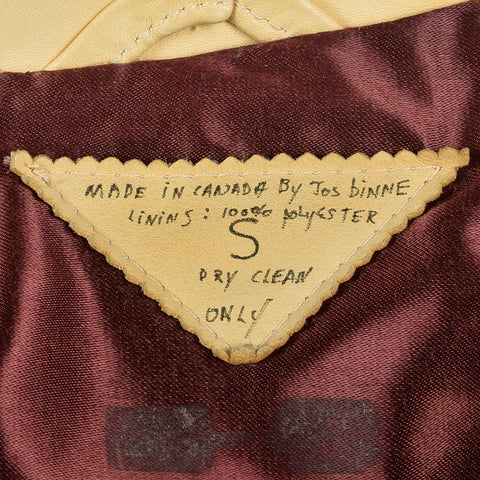 MADE IN CANADA By Jos binne
LININS: 100% polyESTER
S
DRY CLEAN
ONLY